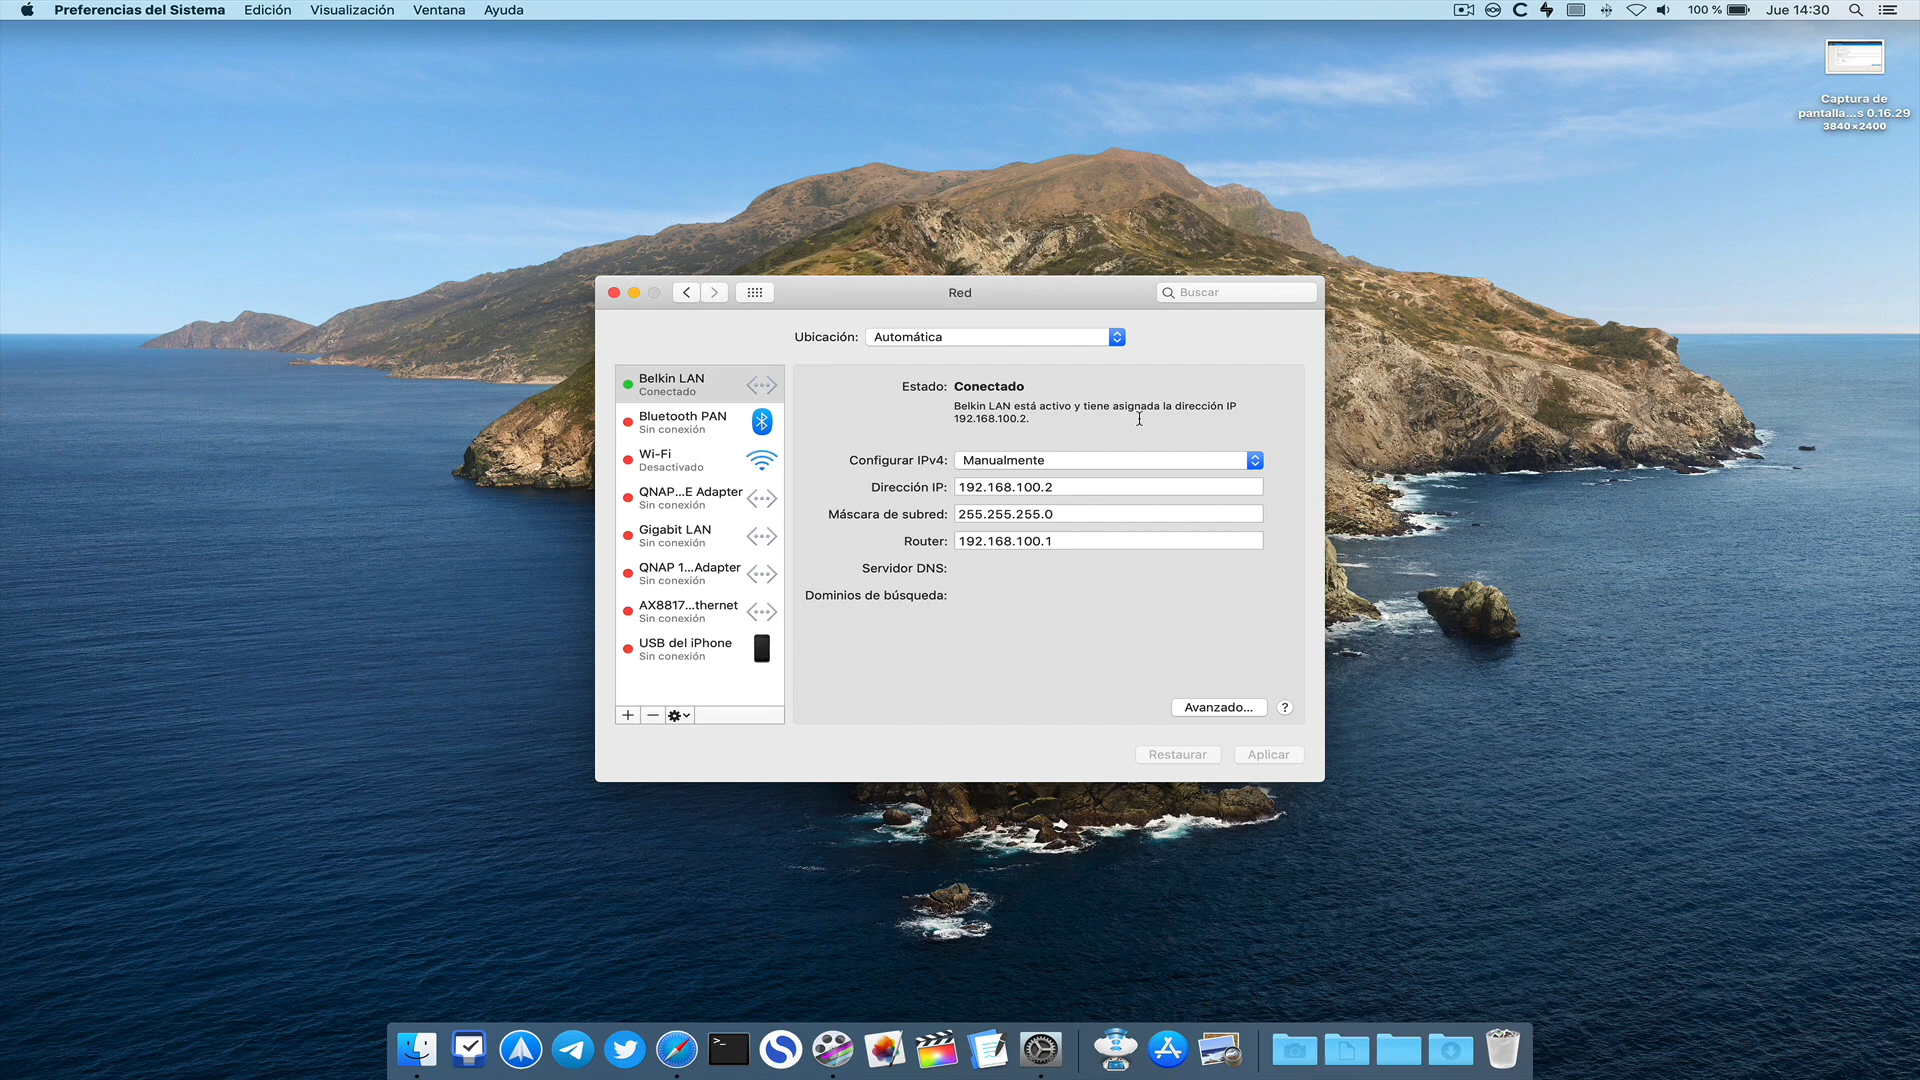 Preferencias del Sistema Edición Visualización Ventana Ayuda 100 % Jue 14:30
Captura de
pantalla...s 0.16.29
3840×2400
Red
Buscar
Ubicación: Automática
Belkin LAN
Conectado
Bluetooth PAN
Sin conexión
Wi-Fi
Desactivado
QNAP...E Adapter
Sin conexión
Gigabit LAN
Sin conexión
QNAP 1...Adapter
Sin conexión
AX8817...thernet
Sin conexión
USB del iPhone
Sin conexión
Estado: Conectado
Belkin LAN está activo y tiene asignada la dirección IP
192.168.100.2.
Configurar IPv4: Manualmente
Dirección IP: 192.168.100.2
Máscara de subred: 255.255.255.0
Router: 192.168.100.1
Servidor DNS:
Dominios de búsqueda:
Avanzado... ?
Restaurar Aplicar